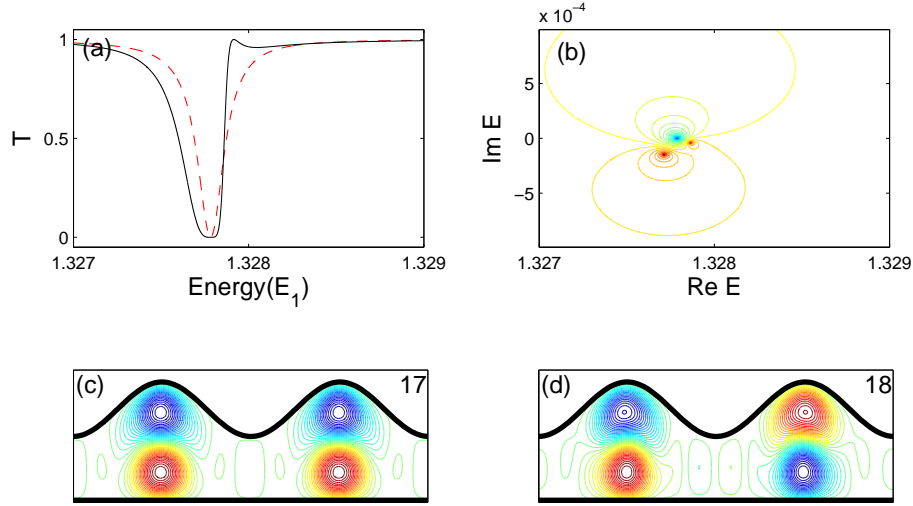 (a)
1
0.5
0
T
1.327
1.328
1.329
Energy(E_1)
x 10^-4
(b)
5
0
−5
Im E
1.327
1.328
1.329
Re E
(c)
17
(d)
18